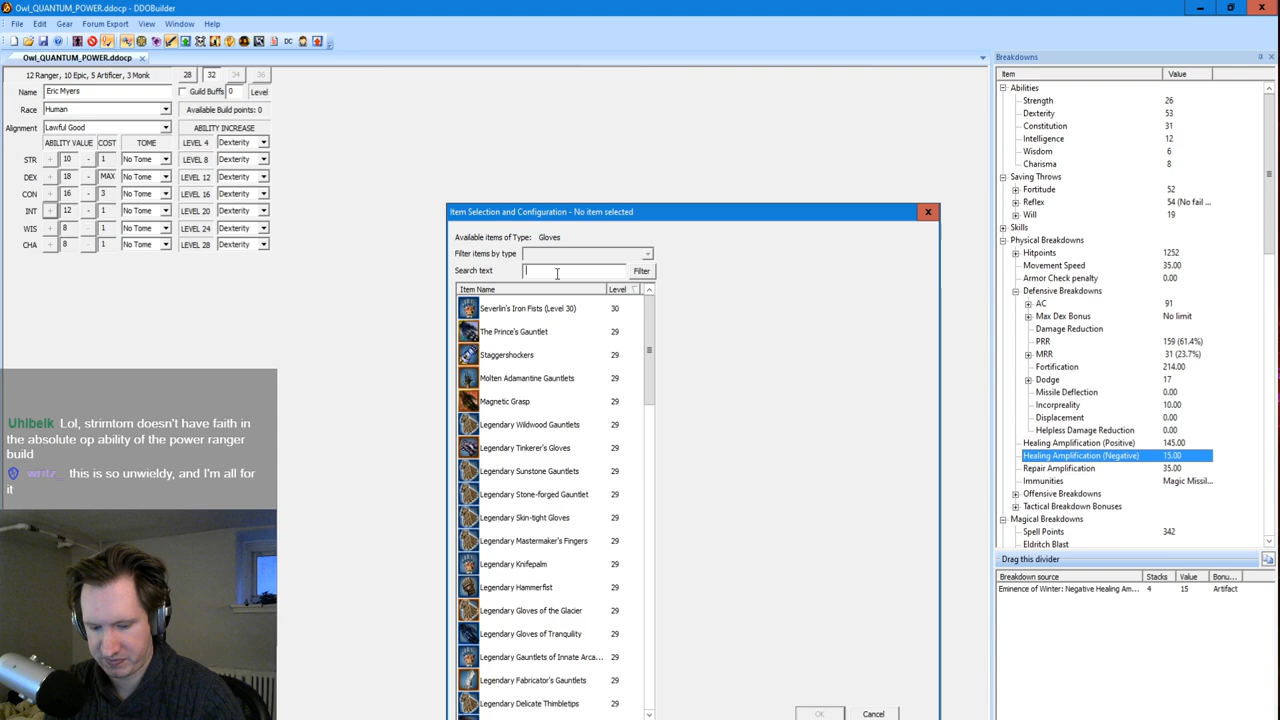 Owl_QUANTUM_POWER.ddocp - DDOBuilder
File Edit Gear Forum Export View Window Help
Owl_QUANTUM_POWER.ddocp
12 Ranger, 10 Epic, 5 Artificer, 3 Monk 28 32 34 36
Name Eric Myers Guild Buffs 0 Level
Race Human Available Build points: 0
Alignment Lawful Good ABILITY INCREASE
ABILITY VALUE COST TOME LEVEL 4 Dexterity
STR + 10 - 1 No Tome LEVEL 8 Dexterity
DEX + 18 - MAX No Tome LEVEL 12 Dexterity
CON + 16 - 3 No Tome LEVEL 16 Dexterity
INT + 12 - 1 No Tome LEVEL 20 Dexterity
WIS + 8 - 1 No Tome LEVEL 24 Dexterity
CHA + 8 - 1 No Tome LEVEL 28 Dexterity
Uhlbelk Lol, strimtom doesn't have faith in
the absolute op ability of the power ranger
build
this is so unwieldy, and I'm all for
it
Item Selection and Configuration - No item selected
Available items of Type: Gloves
Filter items by type
Search text Filter
Item Name Level
Severlin's Iron Fists (Level 30) 30
The Prince's Gauntlet 29
Staggershockers 29
Molten Adamantine Gauntlets 29
Magnetic Grasp 29
Legendary Wildwood Gauntlets 29
Legendary Tinkerer's Gloves 29
Legendary Sunstone Gauntlets 29
Legendary Stone-forged Gauntlet 29
Legendary Skin-tight Gloves 29
Legendary Mastermaker's Fingers 29
Legendary Knifepalm 29
Legendary Hammerfist 29
Legendary Gloves of the Glacier 29
Legendary Gloves of Tranquility 29
Legendary Gauntlets of Innate Arca... 29
Legendary Fabricator's Gauntlets 29
Legendary Delicate Thimbletips 29
OK Cancel
Breakdowns
Item Value
Abilities
Strength 26
Dexterity 53
Constitution 31
Intelligence 12
Wisdom 6
Charisma 8
Saving Throws
Fortitude 52
Reflex 54 (No fail ...
Will 19
Skills
Physical Breakdowns
Hitpoints 1252
Movement Speed 35.00
Armor Check penalty 0.00
Defensive Breakdowns
AC 91
Max Dex Bonus No limit
Damage Reduction
PRR 159 (61.4%)
MRR 31 (23.7%)
Fortification 214.00
Dodge 17
Missile Deflection 0.00
Incorpreality 10.00
Displacement 0.00
Helpless Damage Reduction 0.00
Healing Amplification (Positive) 145.00
Healing Amplification (Negative) 15.00
Repair Amplification 35.00
Immunities Magic Missil...
Offensive Breakdowns
Tactical Breakdown Bonuses
Magical Breakdowns
Spell Points 342
Eldritch Blast
Drag this divider
Breakdown source Stacks Value Bonu...
Eminence of Winter: Negative Healing Am... 4 15 Artifact